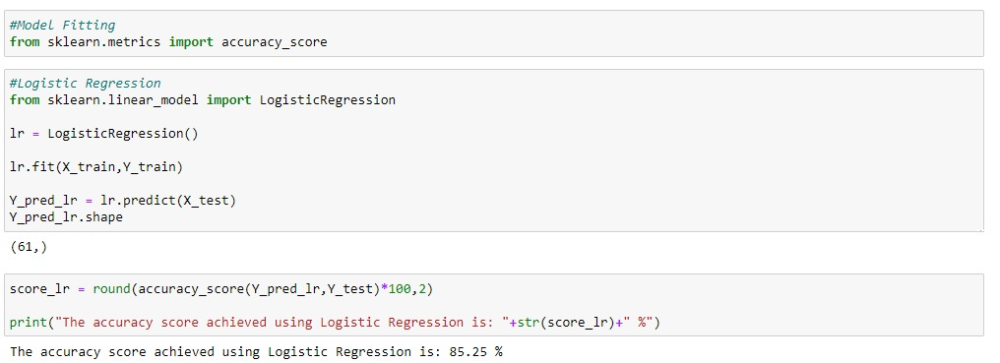 #Model Fitting
from sklearn.metrics import accuracy_score
#Logistic Regression
from sklearn.linear_model import LogisticRegression
lr = LogisticRegression()
lr.fit(X_train,Y_train)
Y_pred_lr = lr.predict(X_test)
Y_pred_lr.shape
(61,)
score_lr = round(accuracy_score(Y_pred_lr,Y_test)*100,2)
print("The accuracy score achieved using Logistic Regression is: "+str(score_lr)+" %")
The accuracy score achieved using Logistic Regression is: 85.25 %